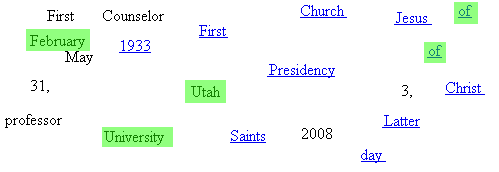 First Counselor Church Jesus of
February May 1933 First of
Presidency
31, Utah 3, Christ
professor Latter
University Saints 2008
day